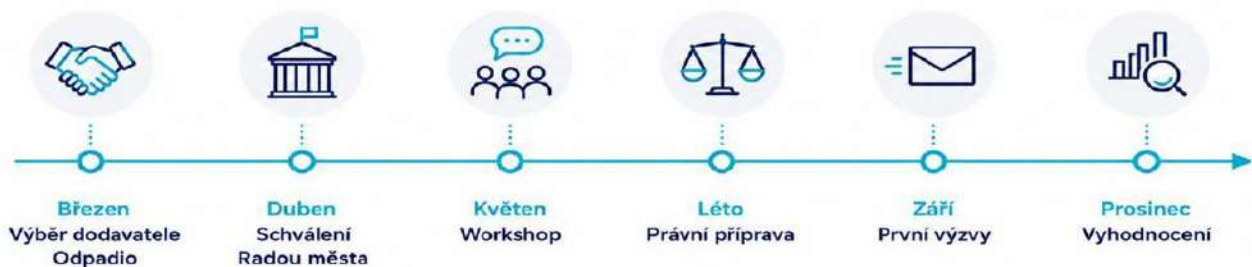 Březen
Výběr dodavatele
Odpadio
Duben
Schválení
Radou města
Květen
Workshop
Léto
Právní příprava
Září
První výzvy
Prosinec
Vyhodnocení